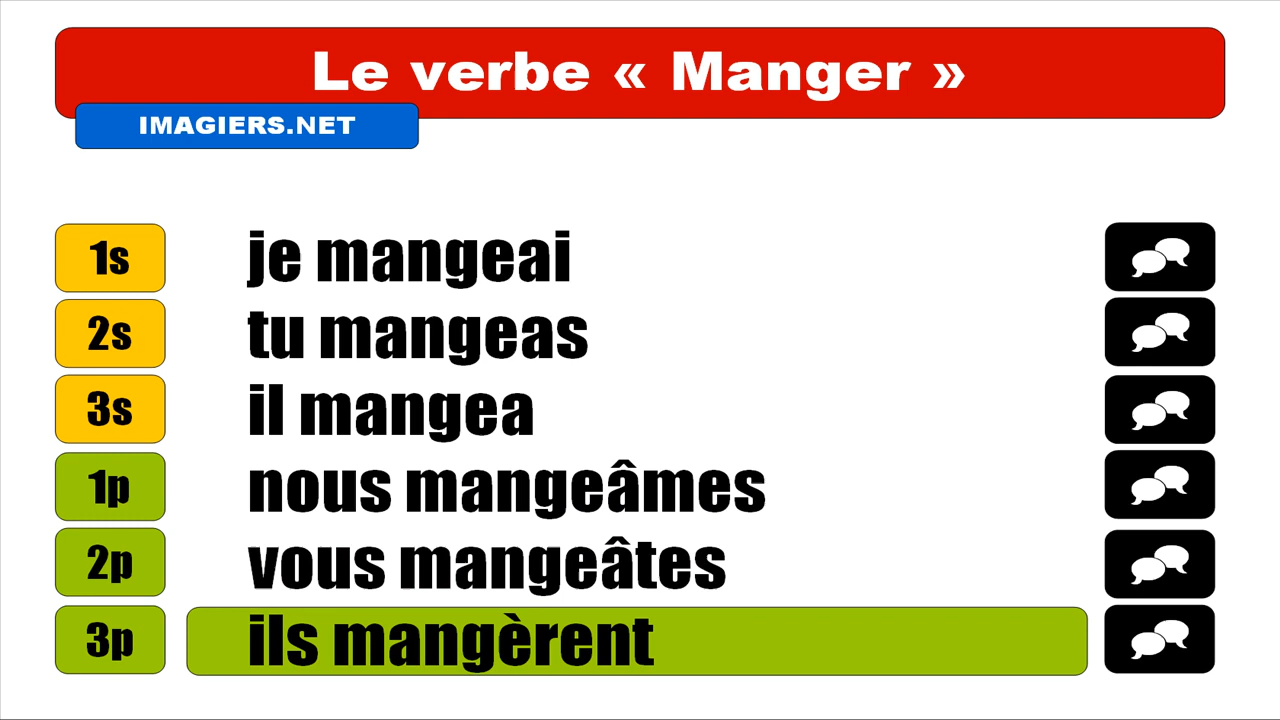 Le verbe « Manger »
IMAGIERS.NET
1s je mangeai
2s tu mangeas
3s il mangea
1p nous mangeâmes
2p vous mangeâtes
3p ils mangèrent